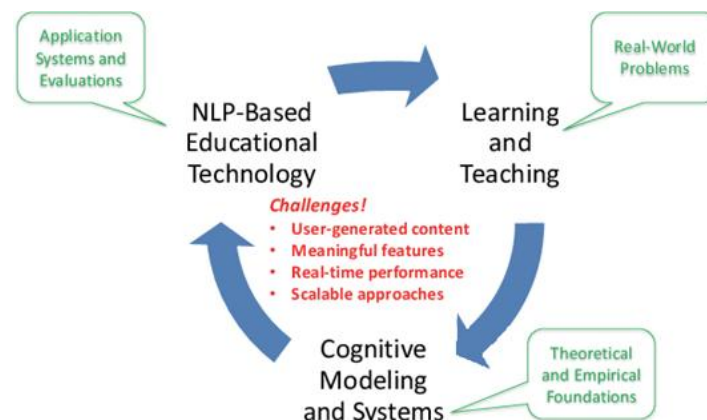 Application
Systems and
Evaluations
Real-World
Problems
NLP-Based
Educational
Technology
Learning
and
Teaching
Challenges!
• User-generated content
• Meaningful features
• Real-time performance
• Scalable approaches
Cognitive
Modeling
and Systems
Theoretical
and Empirical
Foundations